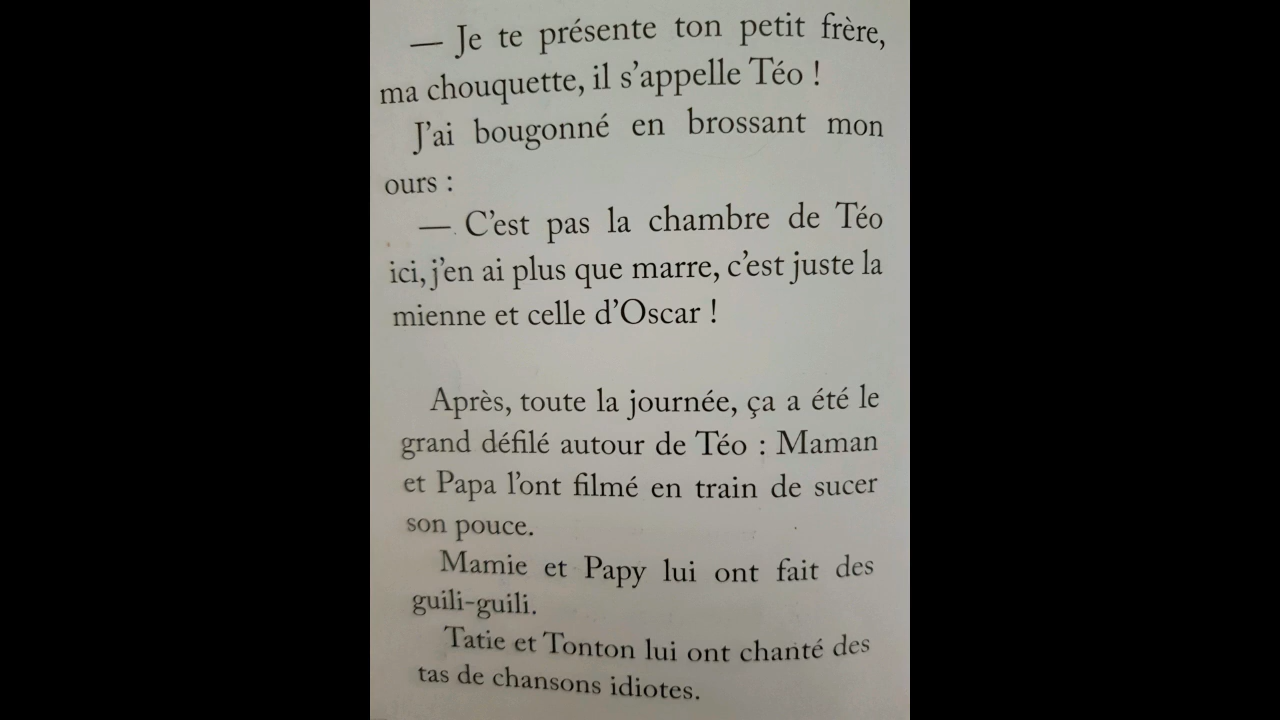 — Je te présente ton petit frère,
ma chouquette, il s’appelle Téo !
J’ai bougonné en brossant mon
ours :
— C’est pas la chambre de Téo
ici, j’en ai plus que marre, c’est juste la
mienne et celle d’Oscar !
Après, toute la journée, ça a été le
grand défilé autour de Téo : Maman
et Papa l’ont filmé en train de sucer
son pouce.
Mamie et Papy lui ont fait des
guili-guili.
Tatie et Tonton lui ont chanté des
tas de chansons idiotes.